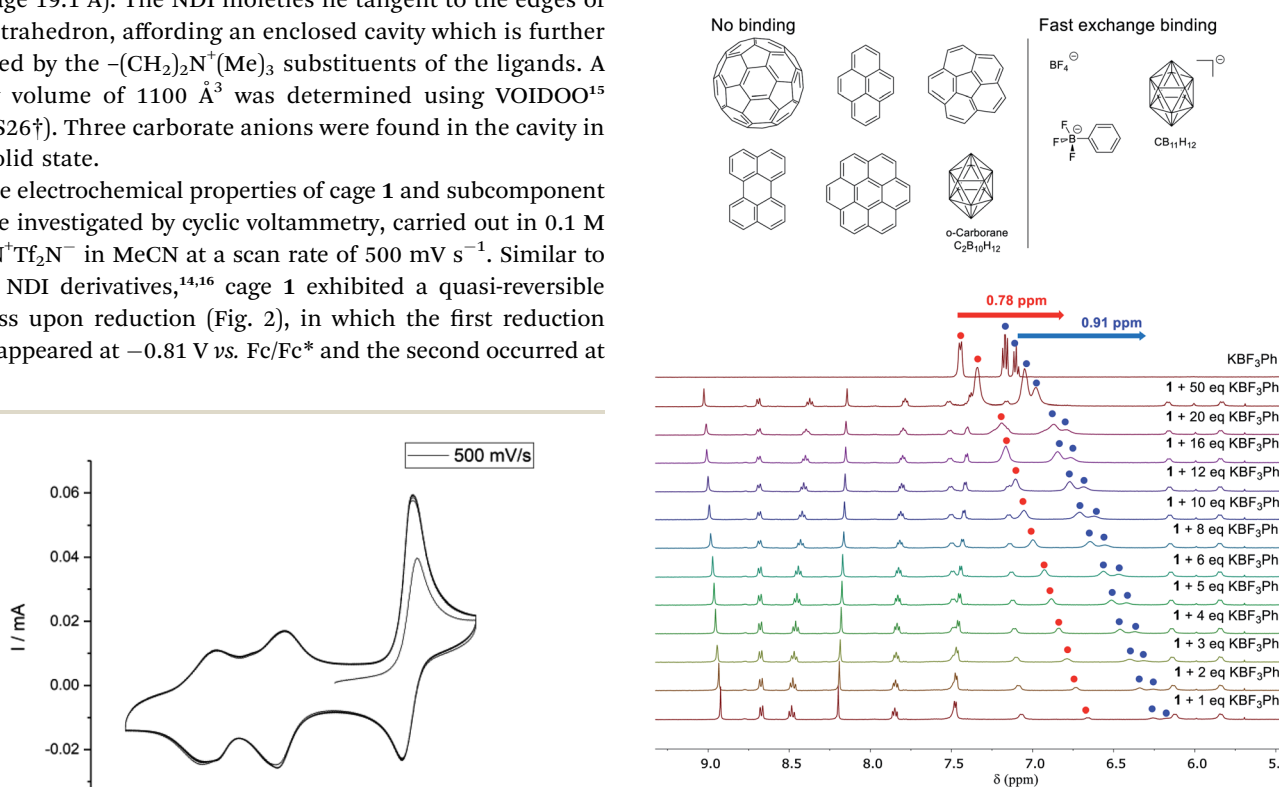 19.1 Å). The NDI moieties lie tangent to the edges of
trahedron, affording an enclosed cavity which is further
ed by the –(CH₂)₂N⁺(Me)₃ substituents of the ligands. A
volume of 1100 Å³ was determined using VOIDOO¹⁵
S26†). Three carborate anions were found in the cavity in
olid state.
e electrochemical properties of cage 1 and subcomponent
e investigated by cyclic voltammetry, carried out in 0.1 M
N⁺Tf₂N⁻ in MeCN at a scan rate of 500 mV s⁻¹. Similar to
NDI derivatives,¹⁴,¹⁶ cage 1 exhibited a quasi-reversible
ss upon reduction (Fig. 2), in which the first reduction
appeared at −0.81 V vs. Fc/Fc* and the second occurred at
500 mV/s
0.06
0.04
0.02
0.00
-0.02
I / mA
No binding
Fast exchange binding
BF₄⁻
⊖
CB₁₁H₁₂
F
F
F
B
⊖
o-Carborane
C₂B₁₀H₁₂
0.78 ppm
0.91 ppm
KBF₃Ph
1 + 50 eq KBF₃Ph
1 + 20 eq KBF₃Ph
1 + 16 eq KBF₃Ph
1 + 12 eq KBF₃Ph
1 + 10 eq KBF₃Ph
1 + 8 eq KBF₃Ph
1 + 6 eq KBF₃Ph
1 + 5 eq KBF₃Ph
1 + 4 eq KBF₃Ph
1 + 3 eq KBF₃Ph
1 + 2 eq KBF₃Ph
1 + 1 eq KBF₃Ph
9.0 8.5 8.0 7.5 7.0 6.5 6.0 5.
δ (ppm)